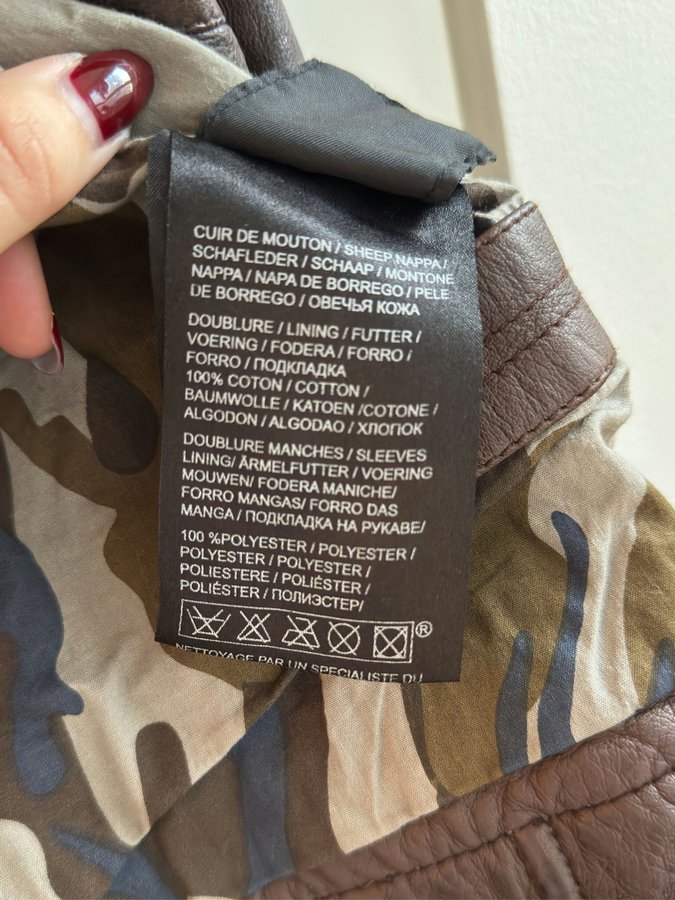 CUIR DE MOUTON / SHEEP NAPPA /
SCHAFLEDER / SCHAAP / MONTONE
NAPPA / NAPA DE BORREGO / PELE
DE BORREGO / ОВЕЧЬЯ КОЖА
DOUBLURE / LINING / FUTTER /
VOERING / FODERA / FORRO /
FORRO / ПОДКЛАДКА
100% COTON / COTTON /
BAUMWOLLE / KATOEN /COTONE /
ALGODON / ALGODAO / ХЛОПОК
DOUBLURE MANCHES / SLEEVES
LINING/ ÄRMELFUTTER / VOERING
MOUWEN/ FODERA MANICHE/
FORRO MANGAS/ FORRO DAS
MANGA / ПОДКЛАДКА НА РУКАВЕ/
100 %POLYESTER / POLYESTER /
POLYESTER / POLYESTER /
POLIESTERE / POLIÉSTER /
POLIÉSTER / ПОЛИЭСТЕР/
®
NETTOYAGE PAR UN SPECIALISTE DU